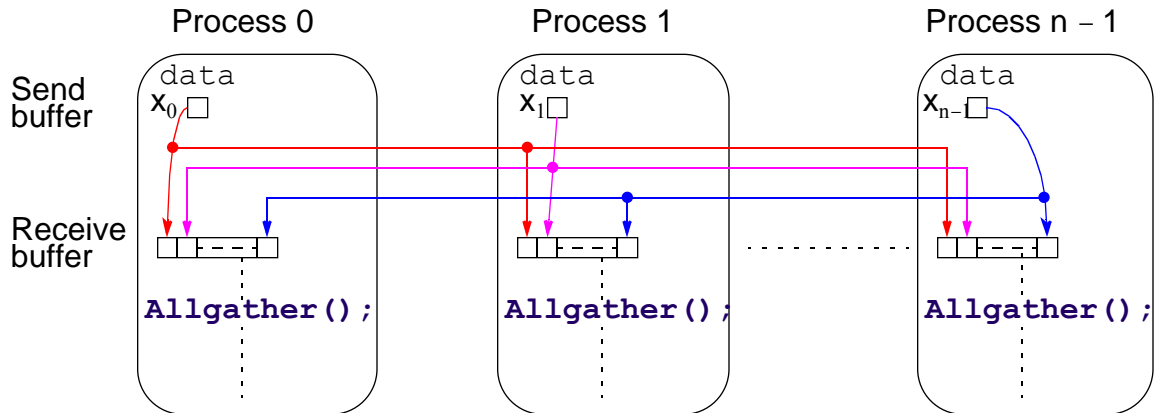 Process 0 Process 1 Process n − 1
data data data
Send
buffer
x0 x1 xn−1
Receive
buffer
Allgather(); Allgather(); Allgather();